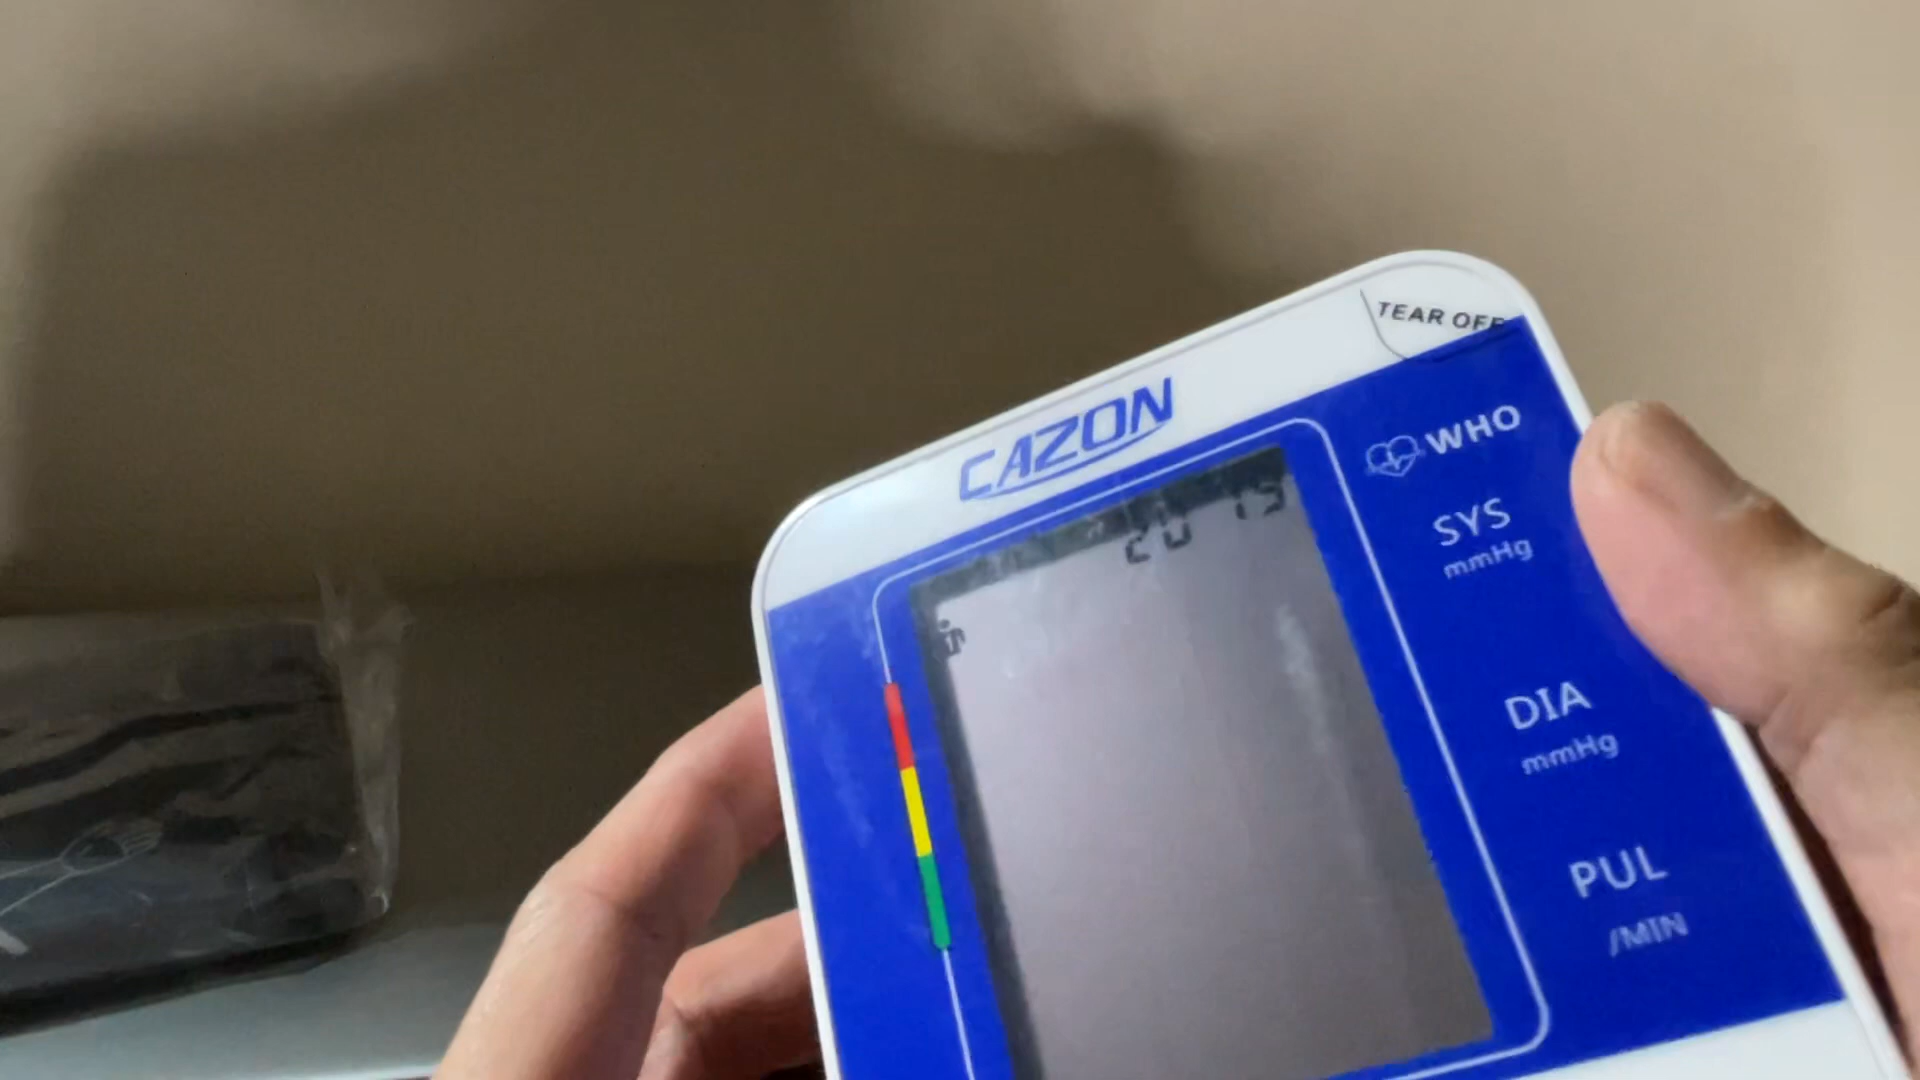 TEAR OFF
CAZON
WHO
SYS
mmHg
DIA
mmHg
PUL
/MIN